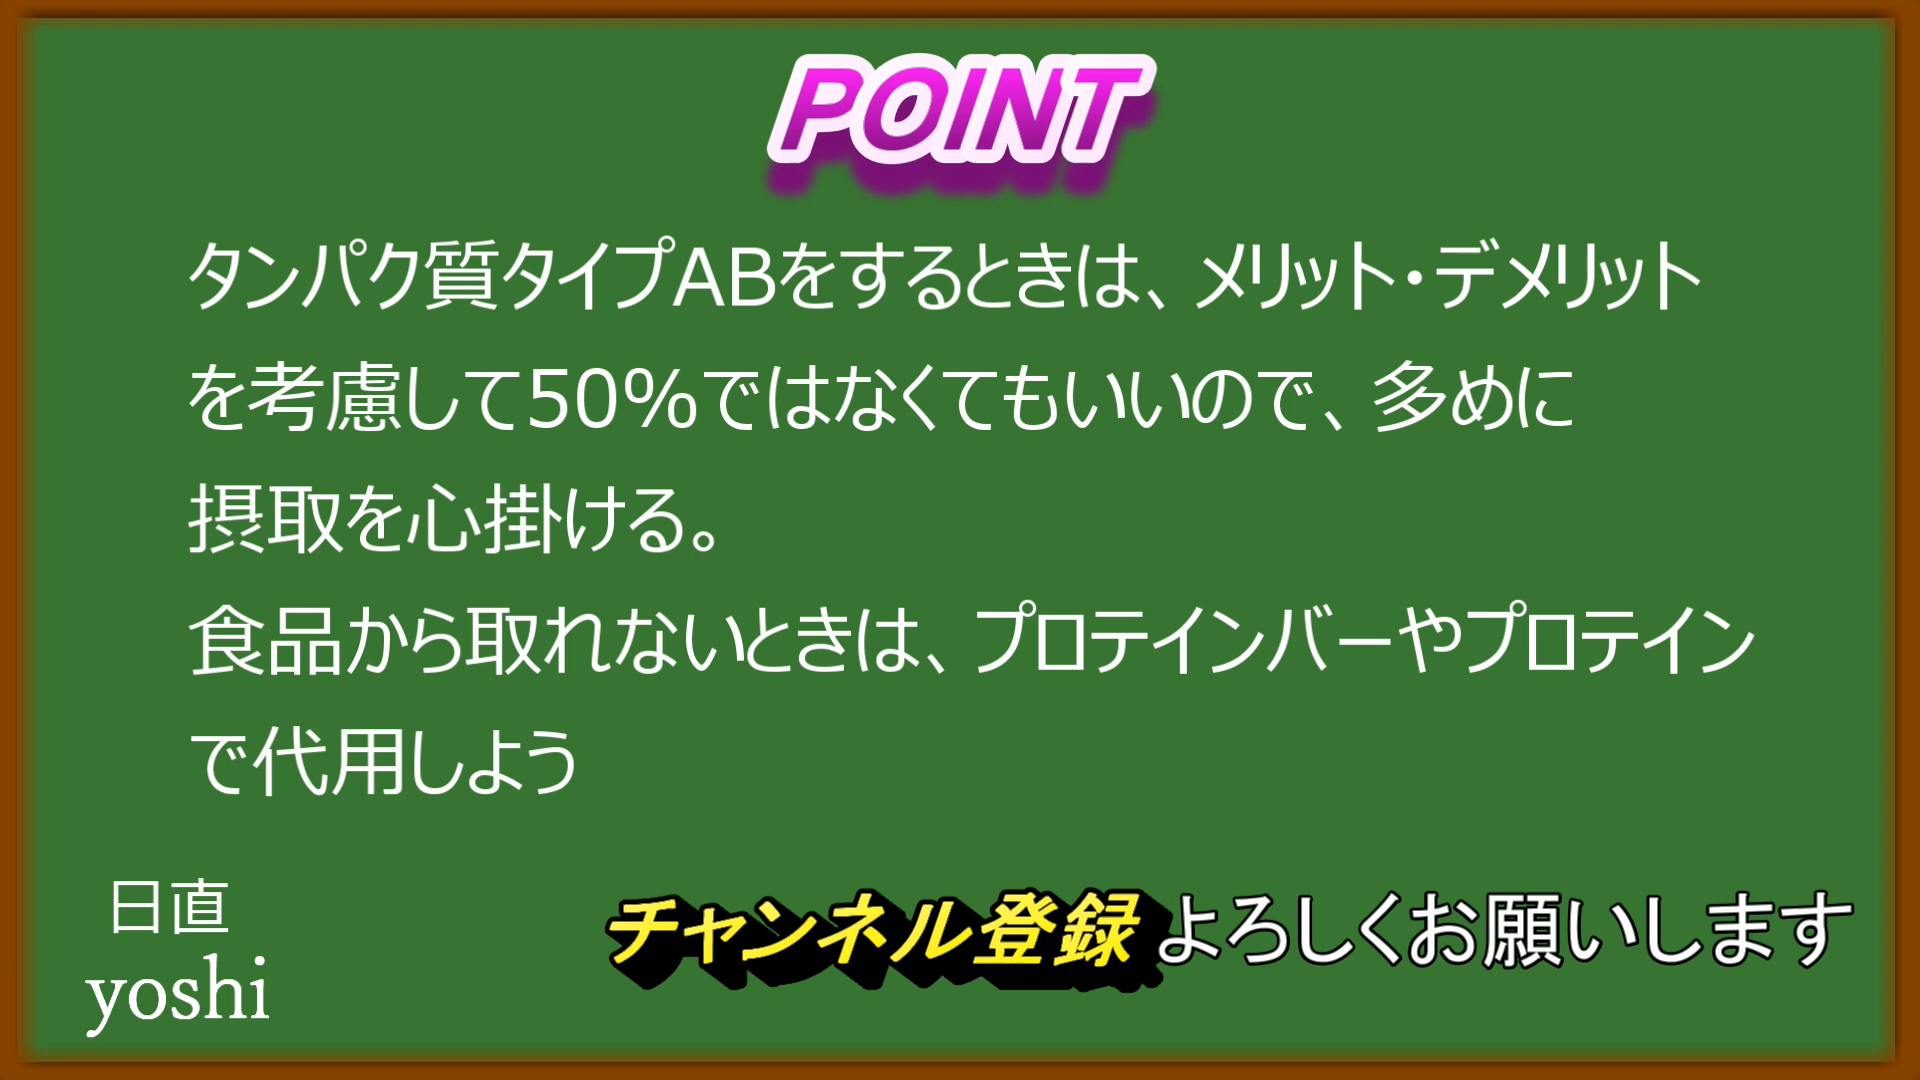 POINT
タンパク質タイプABをするときは、メリット・デメリット
を考慮して50%ではなくてもいいので、多めに
摂取を心掛ける。
食品から取れないときは、プロテインバーやプロテイン
で代用しよう
日直
yoshi
チャンネル登録よろしくお願いします